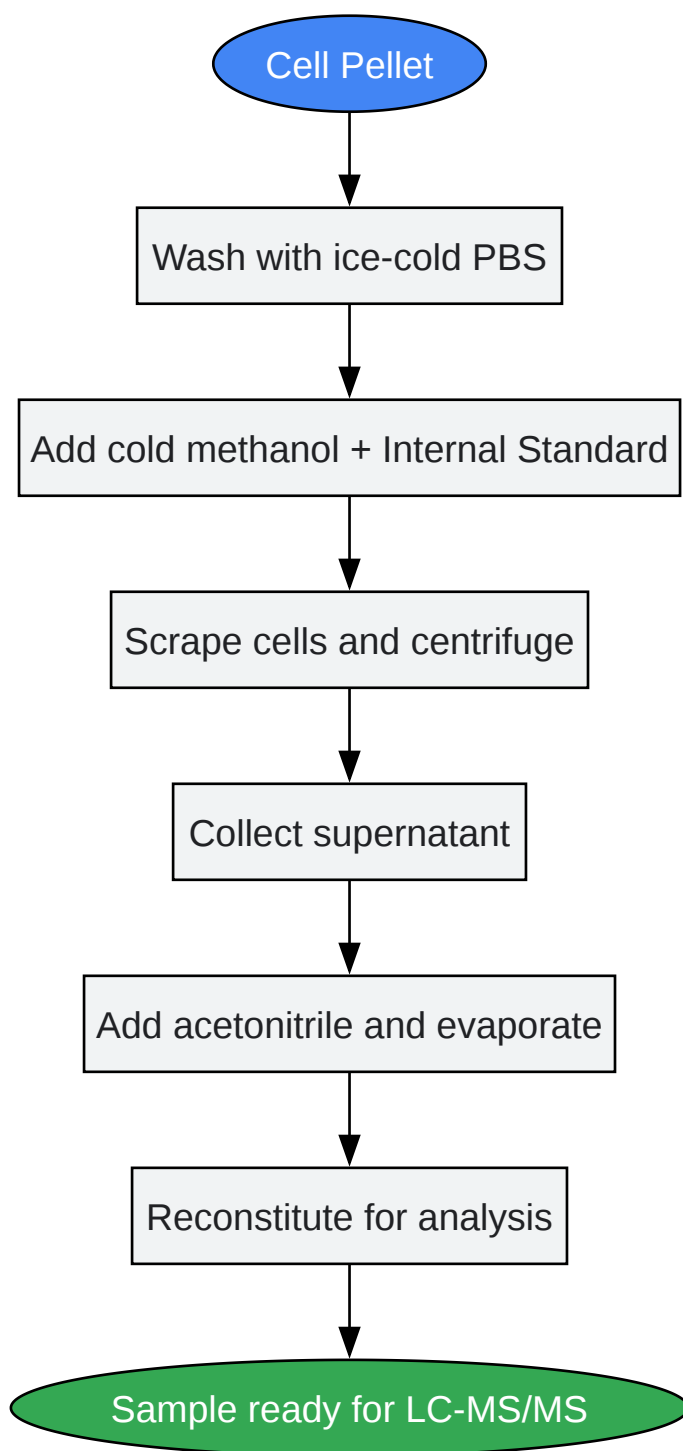 Cell Pellet
Wash with ice-cold PBS
Add cold methanol + Internal Standard
Scrape cells and centrifuge
Collect supernatant
Add acetonitrile and evaporate
Reconstitute for analysis
Sample ready for LC-MS/MS